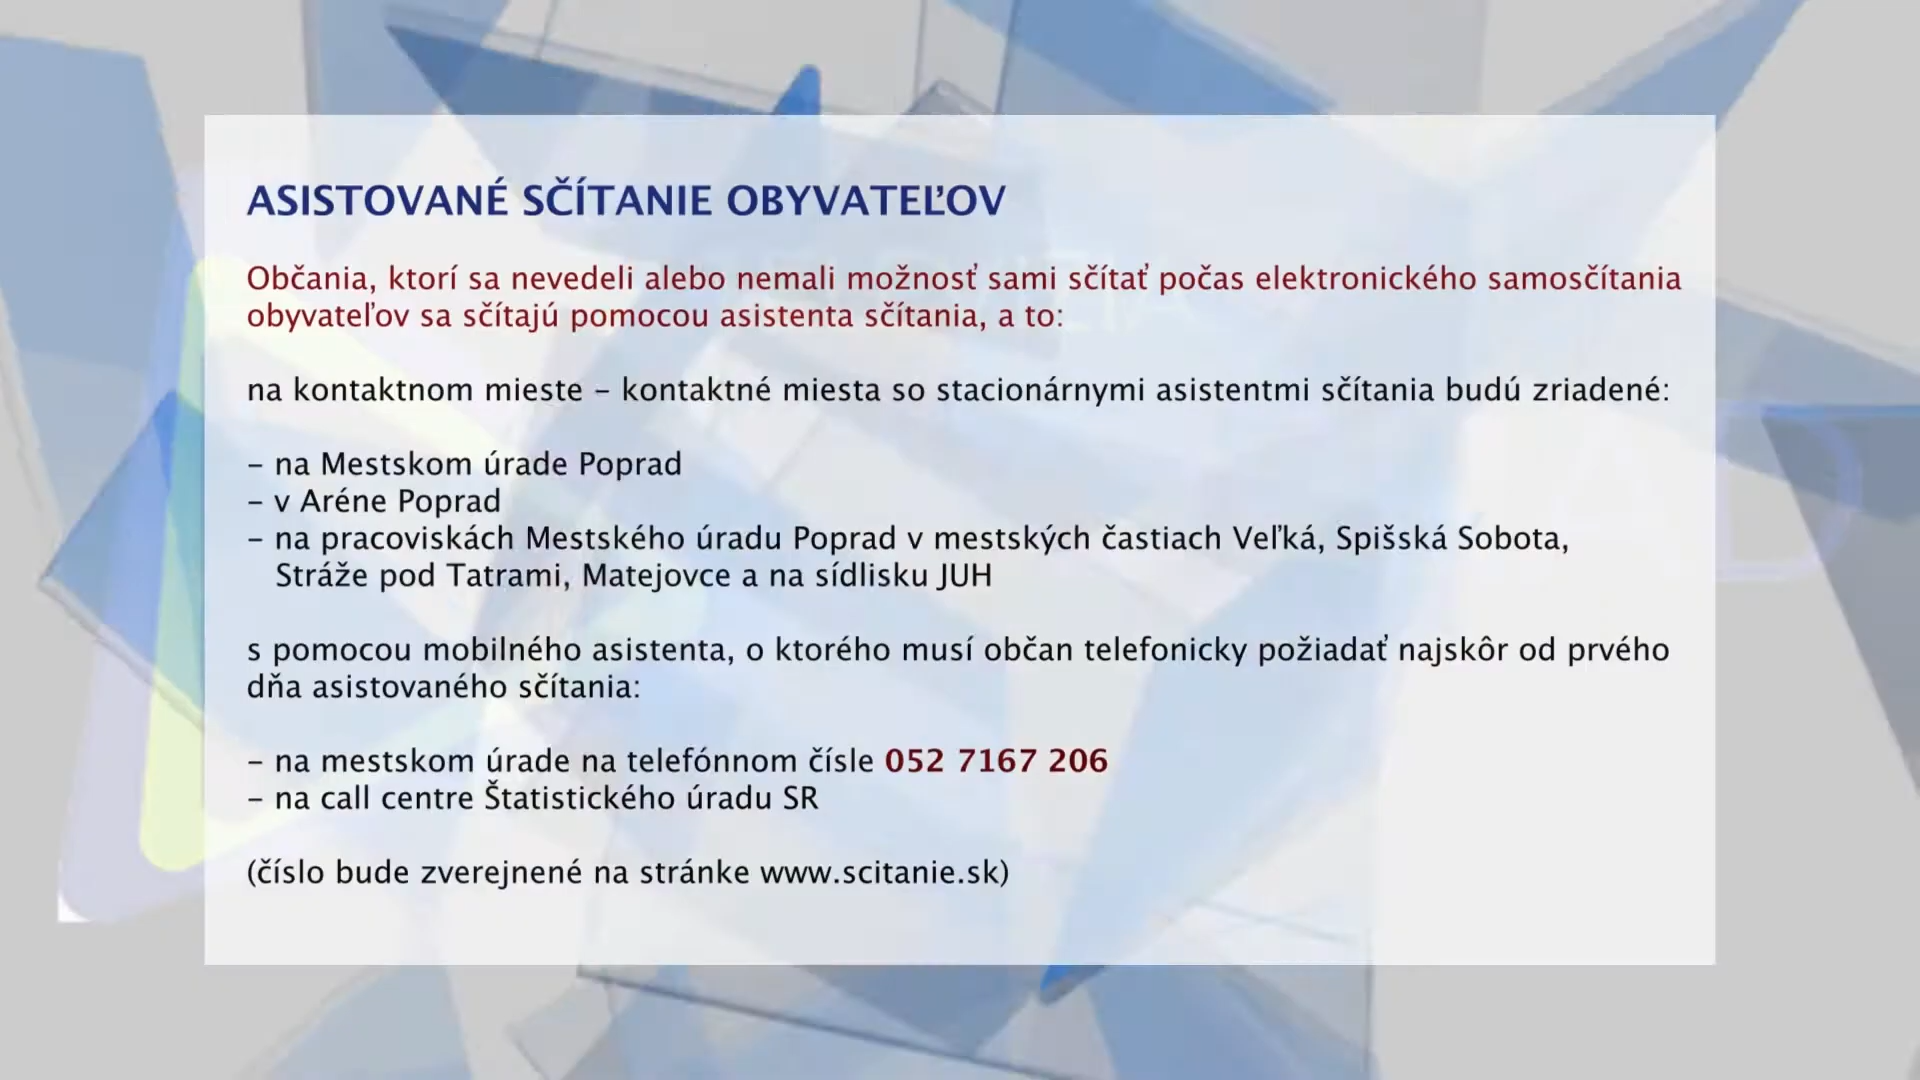 ASISTOVANÉ SČÍTANIE OBYVATEĽOV
Občania, ktorí sa nevedeli alebo nemali možnosť sami sčítať počas elektronického samosčítania
obyvateľov sa sčítajú pomocou asistenta sčítania, a to:
na kontaktnom mieste – kontaktné miesta so stacionárnymi asistentmi sčítania budú zriadené:
– na Mestskom úrade Poprad
– v Aréne Poprad
– na pracoviskách Mestského úradu Poprad v mestských častiach Veľká, Spišská Sobota,
Stráže pod Tatrami, Matejovce a na sídlisku JUH
s pomocou mobilného asistenta, o ktorého musí občan telefonicky požiadať najskôr od prvého
dňa asistovaného sčítania:
– na mestskom úrade na telefónnom čísle 052 7167 206
– na call centre Štatistického úradu SR
(číslo bude zverejnené na stránke www.scitanie.sk)